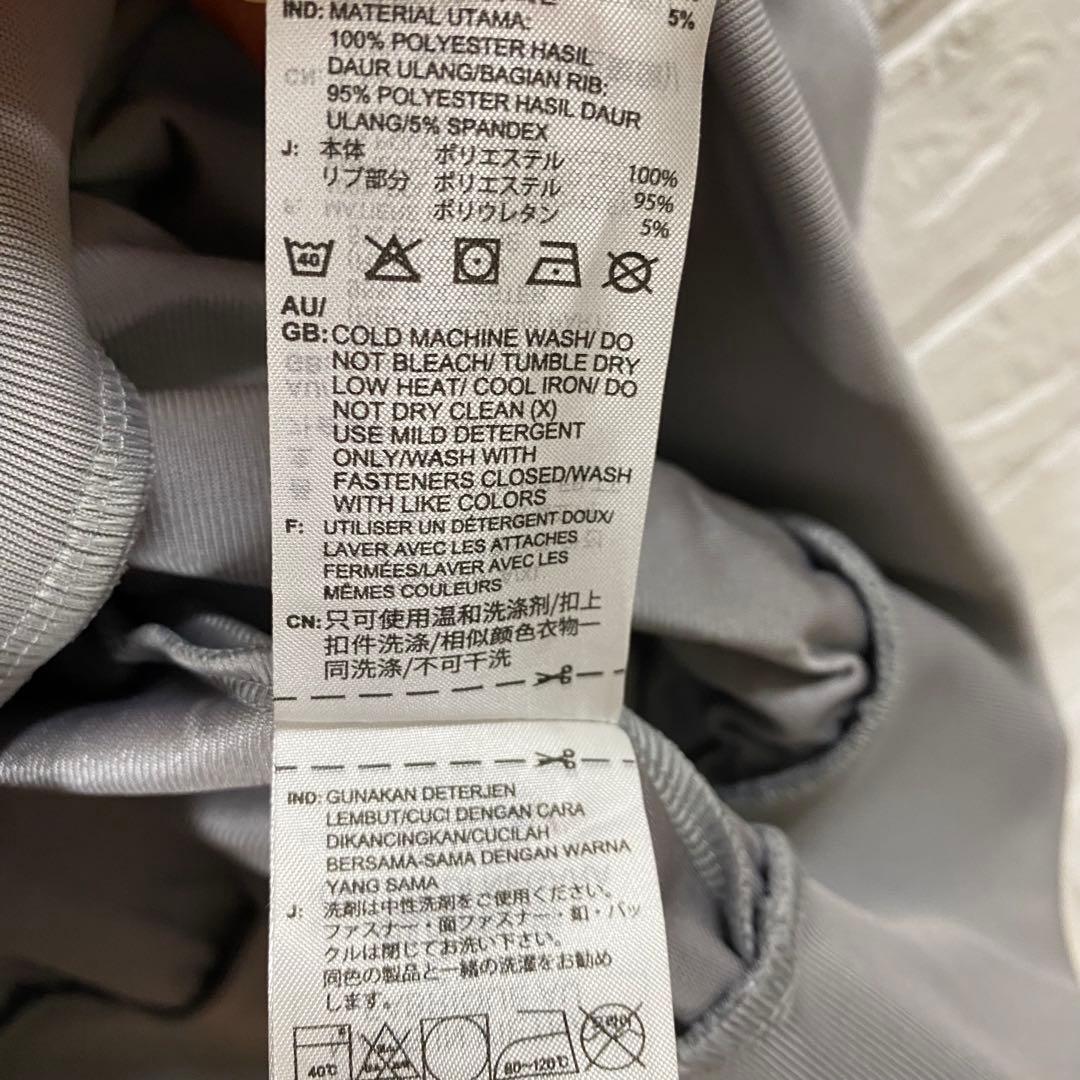 5%
IND: MATERIAL UTAMA:
100% POLYESTER HASIL
DAUR ULANG/BAGIAN RIB:
95% POLYESTER HASIL DAUR
ULANG/5% SPANDEX
J: 本体 ポリエステル 100%
リブ部分 ポリエステル 95%
ポリウレタン 5%
40
AU/
GB: COLD MACHINE WASH/ DO
NOT BLEACH/ TUMBLE DRY
LOW HEAT/ COOL IRON/ DO
NOT DRY CLEAN (X)
USE MILD DETERGENT
ONLY/WASH WITH
FASTENERS CLOSED/WASH
WITH LIKE COLORS
F: UTILISER UN DÉTERGENT DOUX/
LAVER AVEC LES ATTACHES
FERMÉES/LAVER AVEC LES
MÊMES COULEURS
CN: 只可使用温和洗涤剂/扣上
扣件洗涤/相似颜色衣物一
同洗涤/不可干洗
IND: GUNAKAN DETERJEN
LEMBUT/CUCI DENGAN CARA
DIKANCINGKAN/CUCILAH
BERSAMA-SAMA DENGAN WARNA
YANG SAMA
J: 洗剤は中性洗剤をご使用ください。
ファスナー・面ファスナー・釦・バッ
クルは閉じてお洗い下さい。
同色の製品と一緒の洗濯をお勧め
します。
40℃ 80~120℃ 드라이